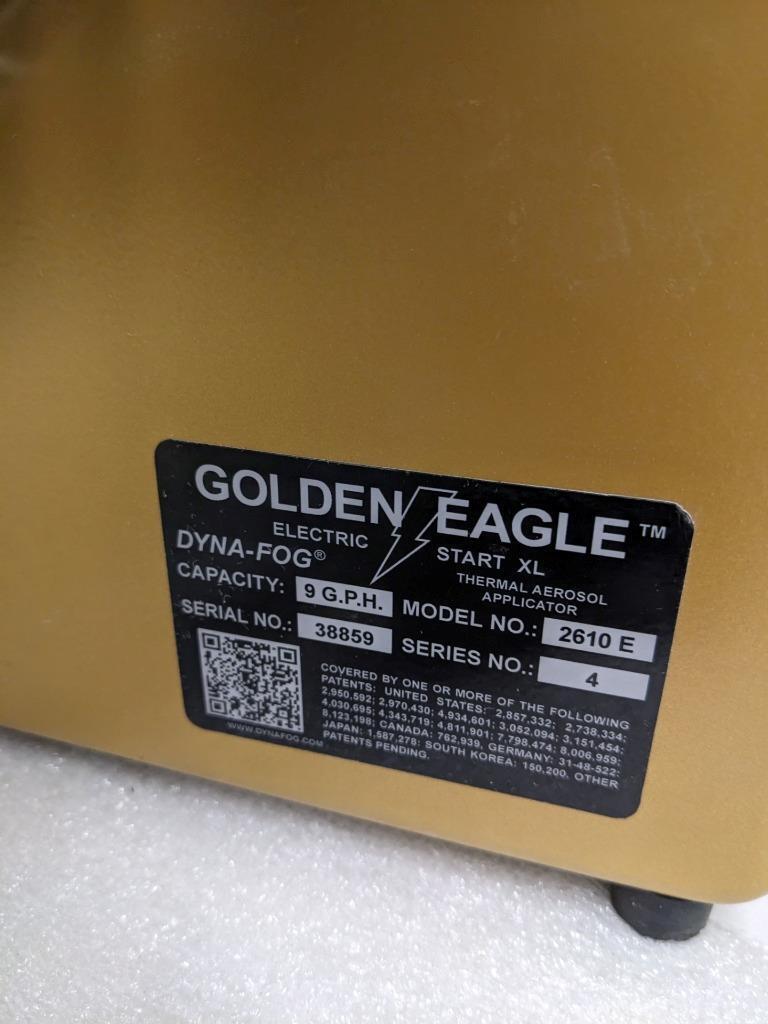 GOLDEN EAGLE ™
ELECTRIC START XL
DYNA-FOG®
THERMAL AEROSOL
APPLICATOR
CAPACITY: 9 G.P.H. MODEL NO.: 2610 E
SERIAL NO.: 38859 SERIES NO.: 4
COVERED BY ONE OR MORE OF THE FOLLOWING
PATENTS: UNITED STATES: 2,857,332; 2,738,334;
2,950,592; 2,970,430; 4,934,601; 3,052,094; 3,151,454;
4,030,695; 4,343,719; 4,811,901; 7,798,474; 8,006,959;
8,123,198; CANADA: 762,939, GERMANY: 31-48-522;
JAPAN: 1,587,278; SOUTH KOREA: 150,200, OTHER
PATENTS PENDING.
WWW.DYNAFOG.COM